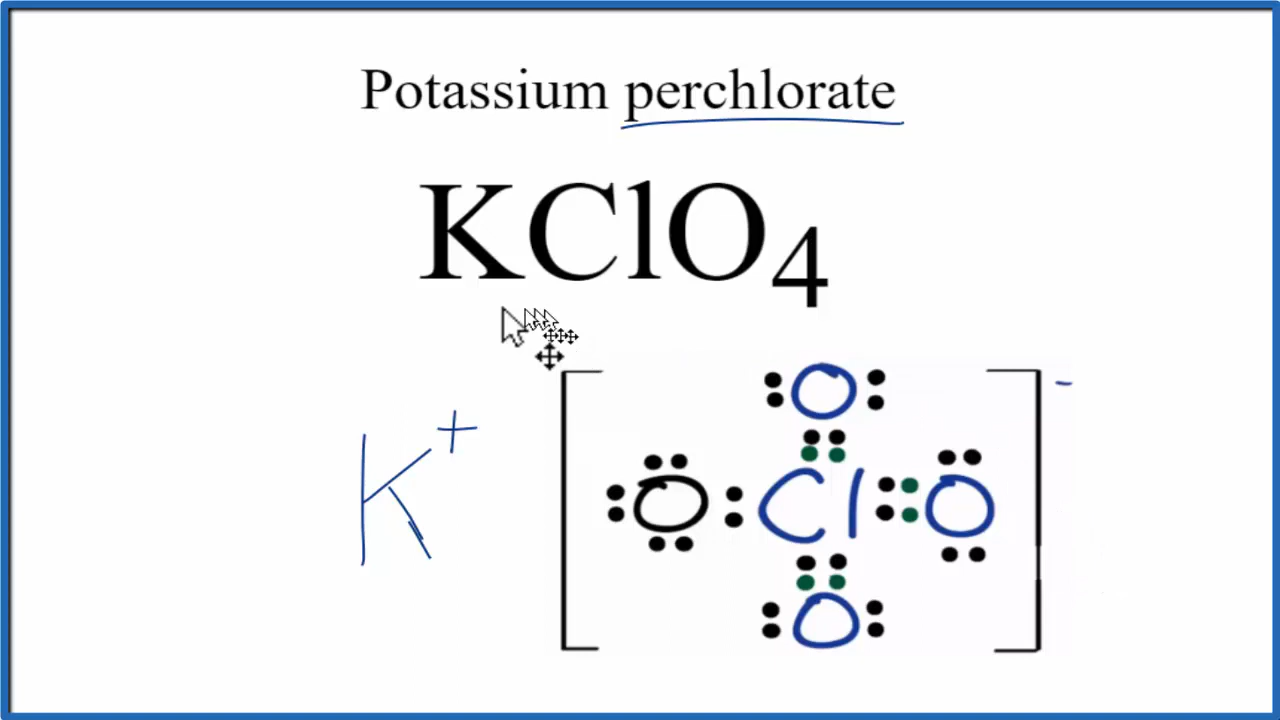 Potassium perchlorate
KClO₄
K⁺ [ O Cl O O O ]⁻